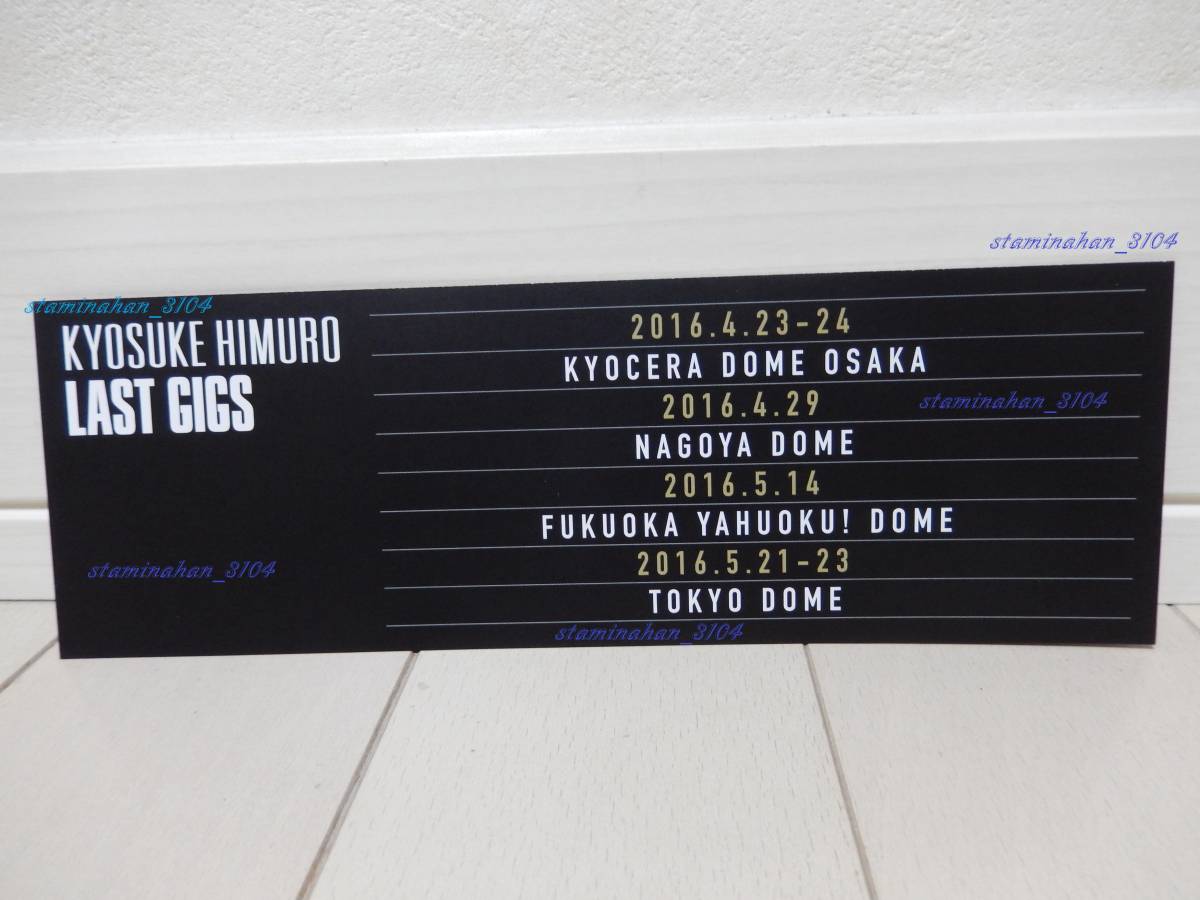 staminahan_3104
staminahan_3104
KYOSUKE HIMURO
LAST GIGS
2016.4.23-24
KYOCERA DOME OSAKA
2016.4.29
staminahan_3104
NAGOYA DOME
2016.5.14
FUKUOKA YAHUOKU! DOME
2016.5.21-23
staminahan_3104
TOKYO DOME
staminahan_3104